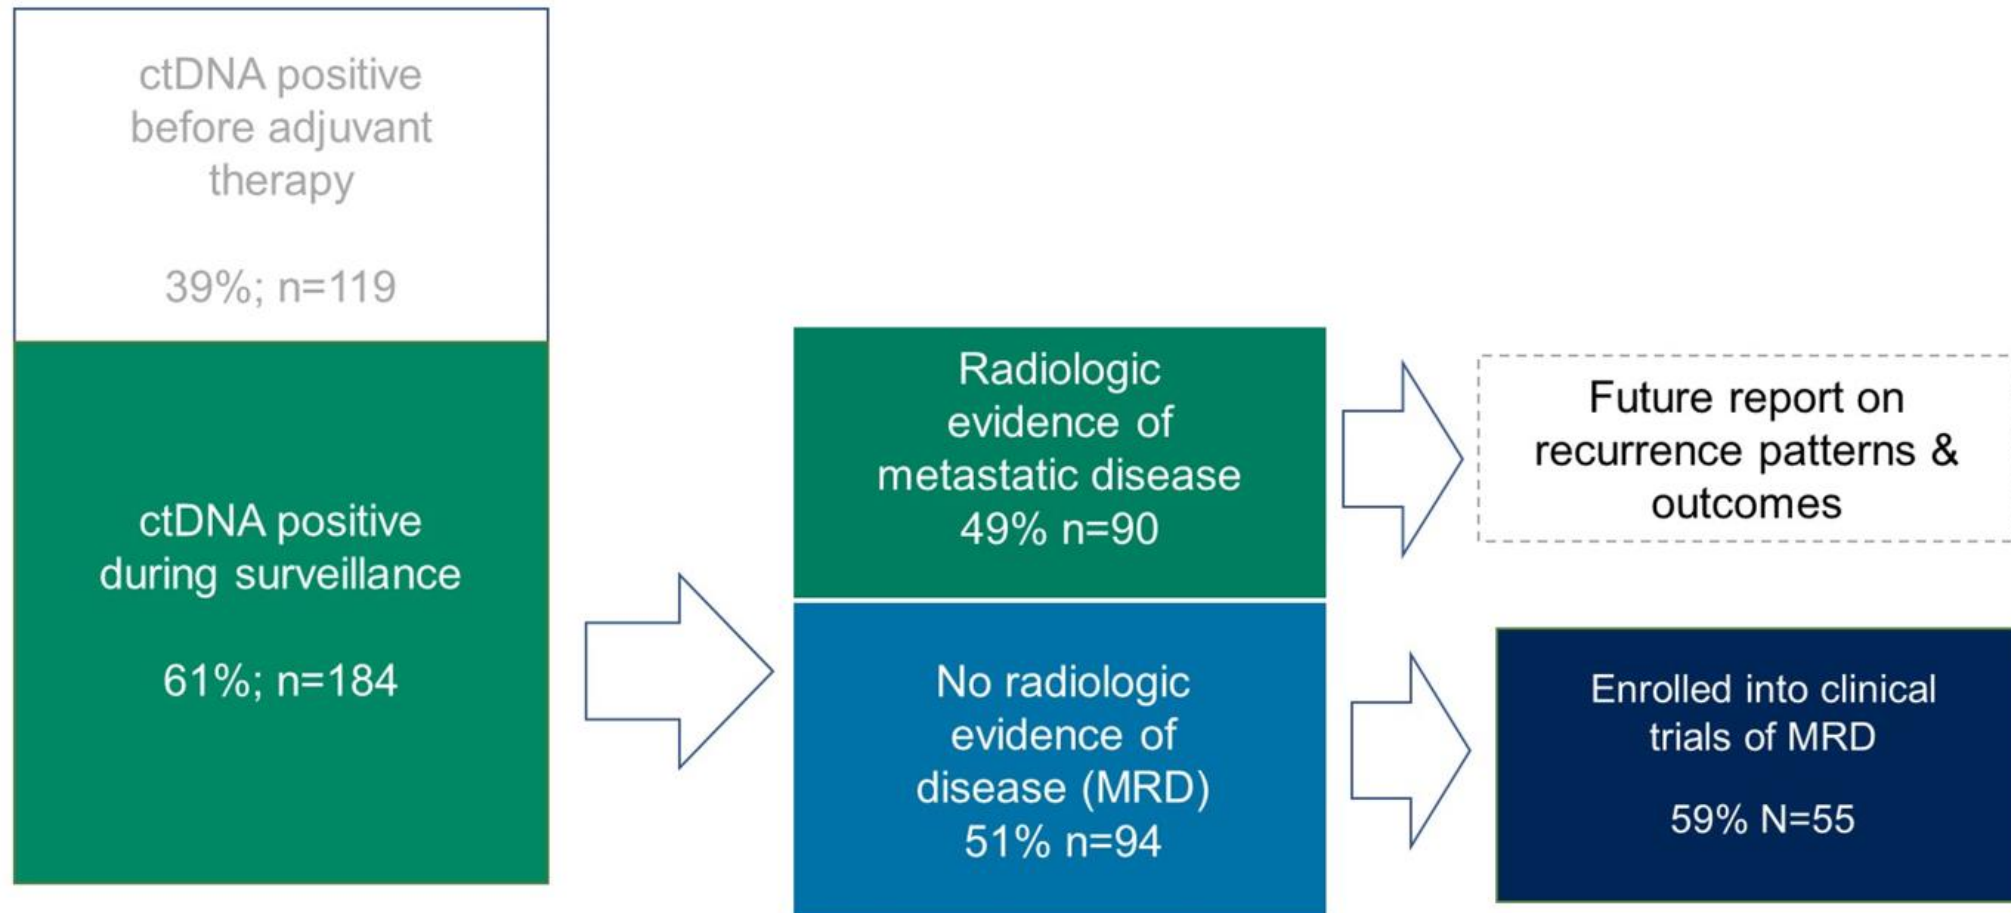 ctDNA positive
before adjuvant
therapy
39%; n=119
ctDNA positive
during surveillance
61%; n=184
Radiologic
evidence of
metastatic disease
49% n=90
No radiologic
evidence of
disease (MRD)
51% n=94
Future report on
recurrence patterns &
outcomes
Enrolled into clinical
trials of MRD
59% N=55